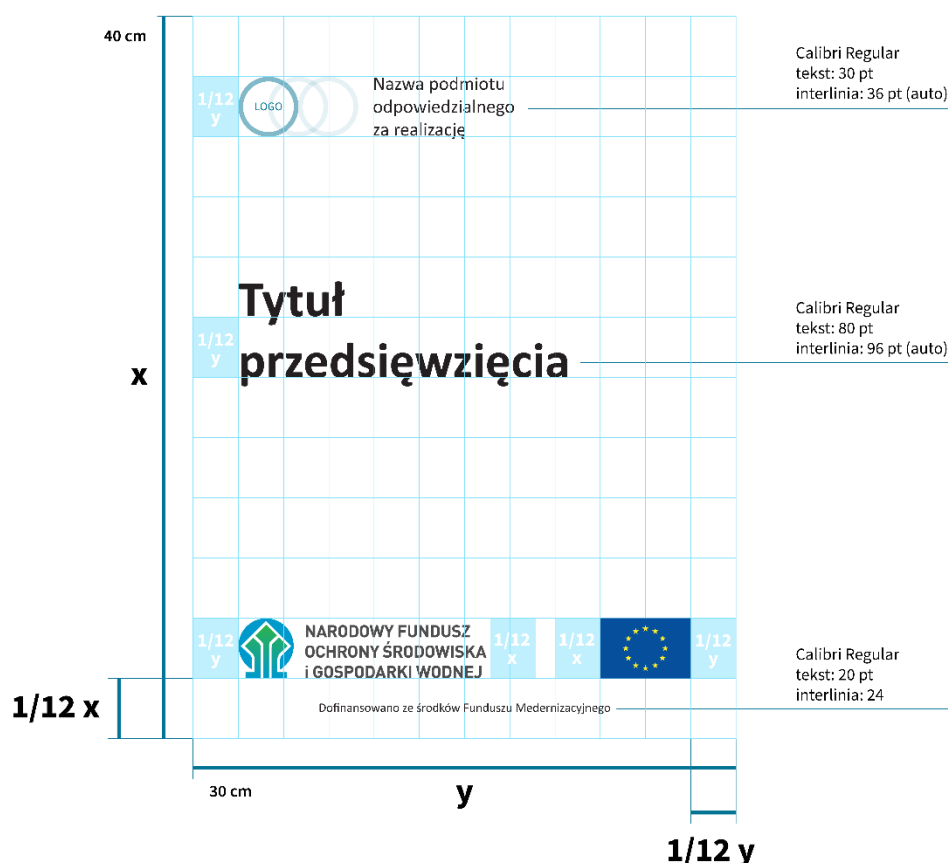 40 cm
Calibri Regular
tekst: 30 pt
interlinia: 36 pt (auto)
1/12
y
LOGO
Nazwa podmiotu
odpowiedzialnego
za realizację
Tytuł
przedsięwzięcia
1/12
y
Calibri Regular
tekst: 80 pt
interlinia: 96 pt (auto)
x
1/12
y
NARODOWY FUNDUSZ
OCHRONY ŚRODOWISKA
i GOSPODARKI WODNEJ
1/12
x
1/12
x
1/12
y
Calibri Regular
tekst: 20 pt
interlinia: 24
1/12 x
Dofinansowano ze środków Funduszu Medernizacyjnego
30 cm
y
1/12 y